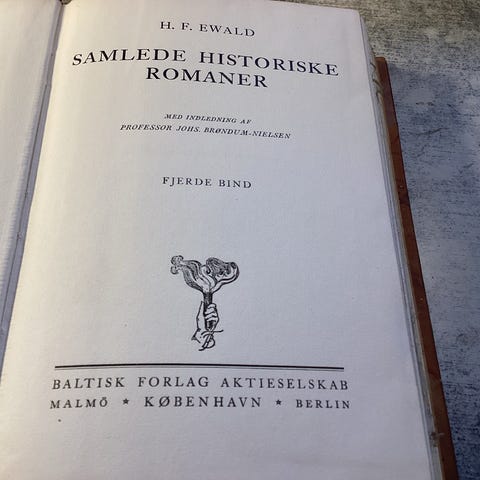 H. F. EWALD
SAMLEDE HISTORISKE
ROMANER
MED INDLEDNING AF
PROFESSOR JOHS. BRØNDUM-NIELSEN
FJERDE BIND
BALTISK FORLAG AKTIESELSKAB
MALMÖ ★ KØBENHAVN ★ BERLIN